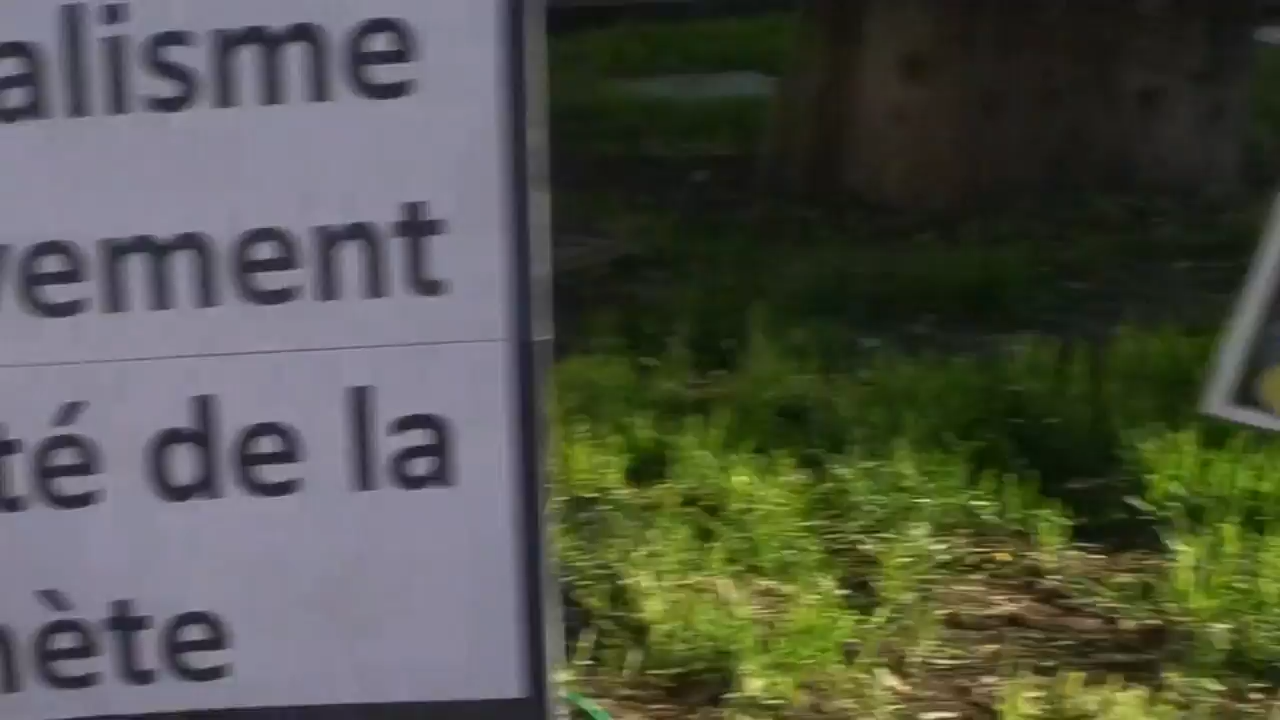 alisme
vement
té de la
nète